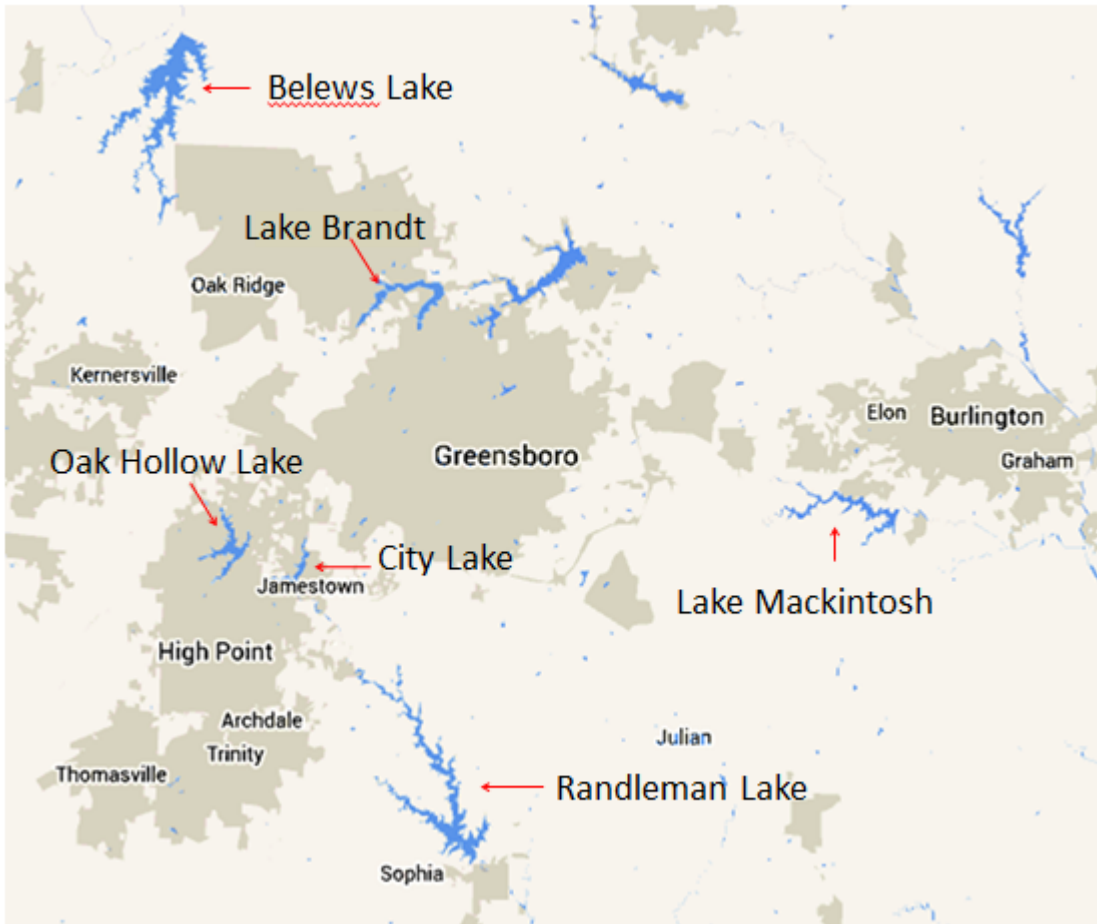 Belews Lake
Lake Brandt
Oak Ridge
Kernersville
Elon
Burlington
Greensboro
Graham
Oak Hollow Lake
City Lake
Jamestown
Lake Mackintosh
High Point
Archdale
Julian
Trinity
Thomasville
Randleman Lake
Sophia